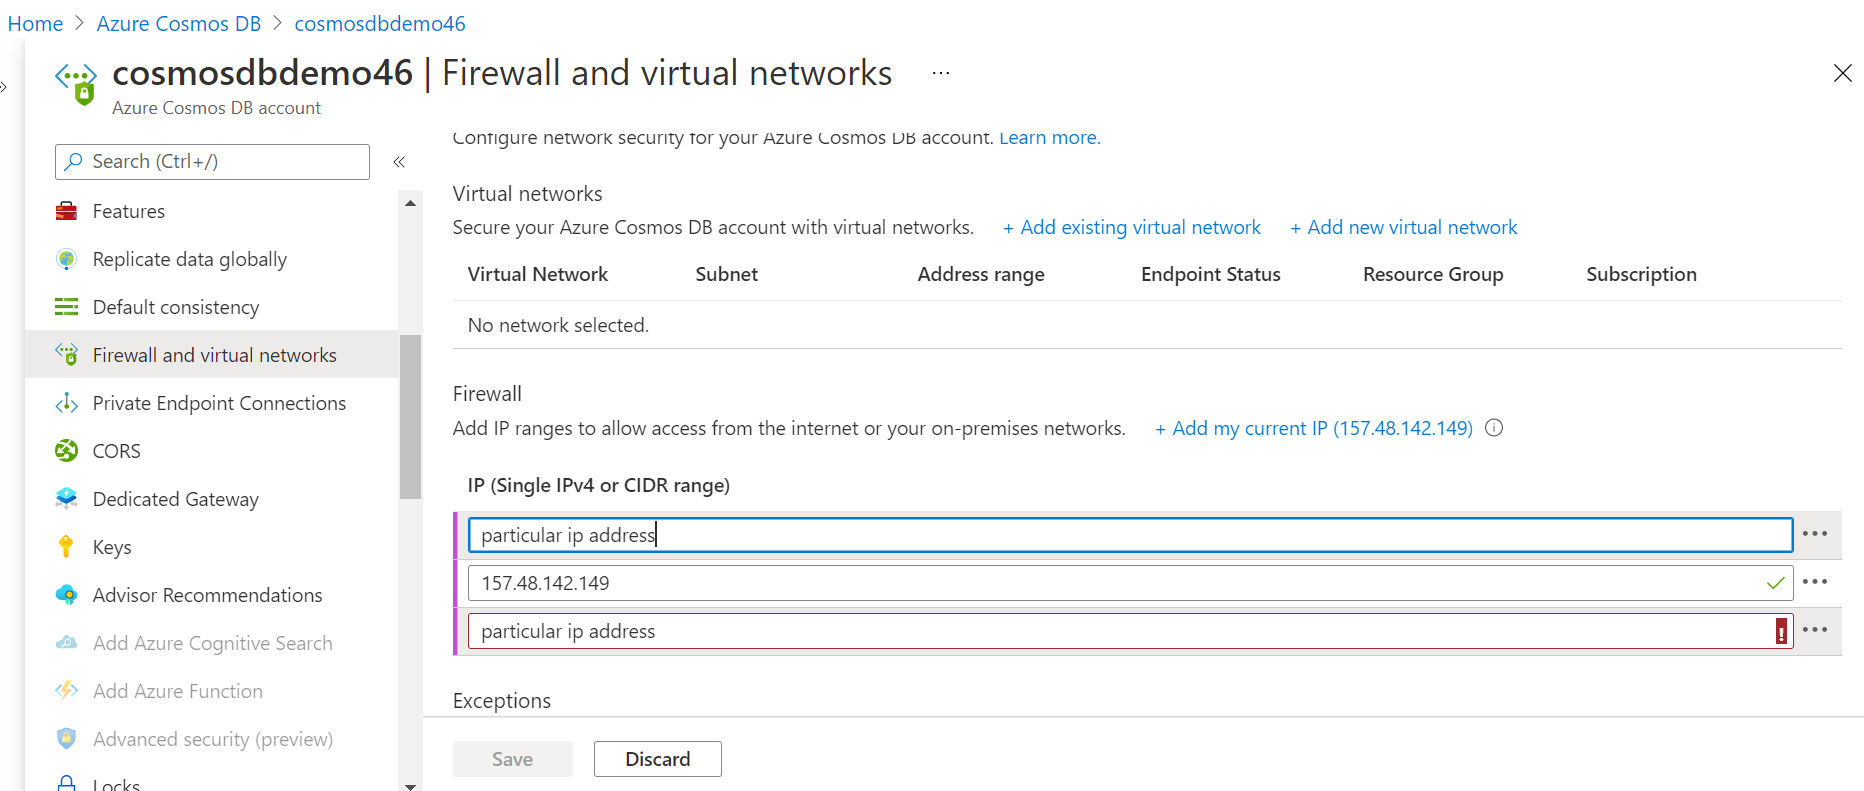 Home > Azure Cosmos DB > cosmosdbdemo46
cosmosdbdemo46 | Firewall and virtual networks ...
Azure Cosmos DB account
Search (Ctrl+/)
Features
Replicate data globally
Default consistency
Firewall and virtual networks
Private Endpoint Connections
CORS
Dedicated Gateway
Keys
Advisor Recommendations
Add Azure Cognitive Search
Add Azure Function
Advanced security (preview)
Locks
Configure network security for your Azure Cosmos DB account. Learn more.
Virtual networks
Secure your Azure Cosmos DB account with virtual networks. + Add existing virtual network + Add new virtual network
Virtual Network Subnet Address range Endpoint Status Resource Group Subscription
No network selected.
Firewall
Add IP ranges to allow access from the internet or your on-premises networks. + Add my current IP (157.48.142.149)
IP (Single IPv4 or CIDR range)
particular ip address
157.48.142.149
particular ip address
Exceptions
Save Discard